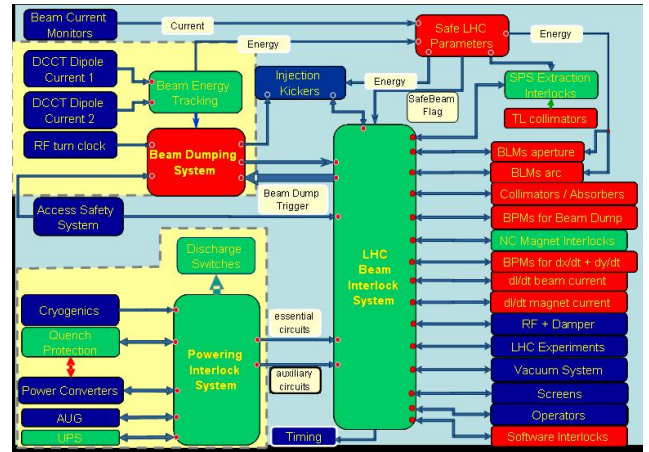 Beam Current
Monitors
Current
Safe LHC
Parameters
Energy
Energy
DCCT Dipole
Current 1
Beam Energy
Tracking
Injection
Kickers
Energy
SPS Extraction
Interlocks
DCCT Dipole
Current 2
SafeBeam
Flag
TL collimators
RF turn clock
Beam Dumping
System
BLMs aperture
BLMs arc
Beam Dump
Trigger
Collimators / Absorbers
Access Safety
System
BPMs for Beam Dump
Discharge
Switches
LHC
Beam
Interlock
System
NC Magnet Interlocks
BPMs for dx/dt + dy/dt
dI/dt beam current
dI/dt magnet current
Cryogenics
essential
circuits
RF + Damper
Quench
Protection
Powering
Interlock
System
LHC Experiments
Vacuum System
Power Converters
auxiliary
circuits
Screens
AUG
Operators
UPS
Timing
Software Interlocks